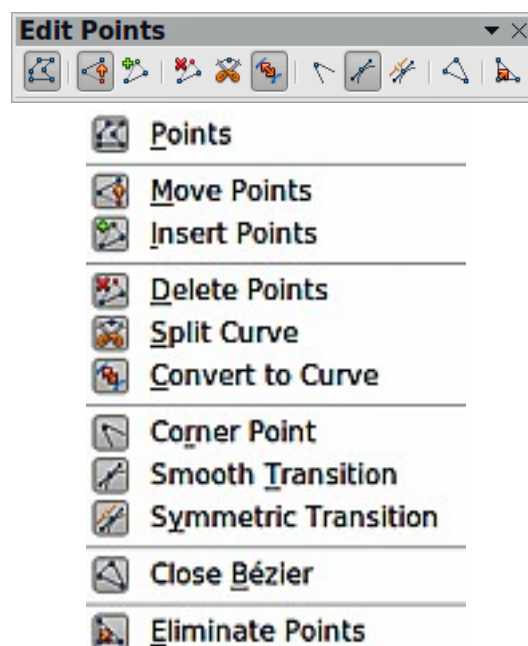 Edit Points
Points
Move Points
Insert Points
Delete Points
Split Curve
Convert to Curve
Corner Point
Smooth Transition
Symmetric Transition
Close Bézier
Eliminate Points